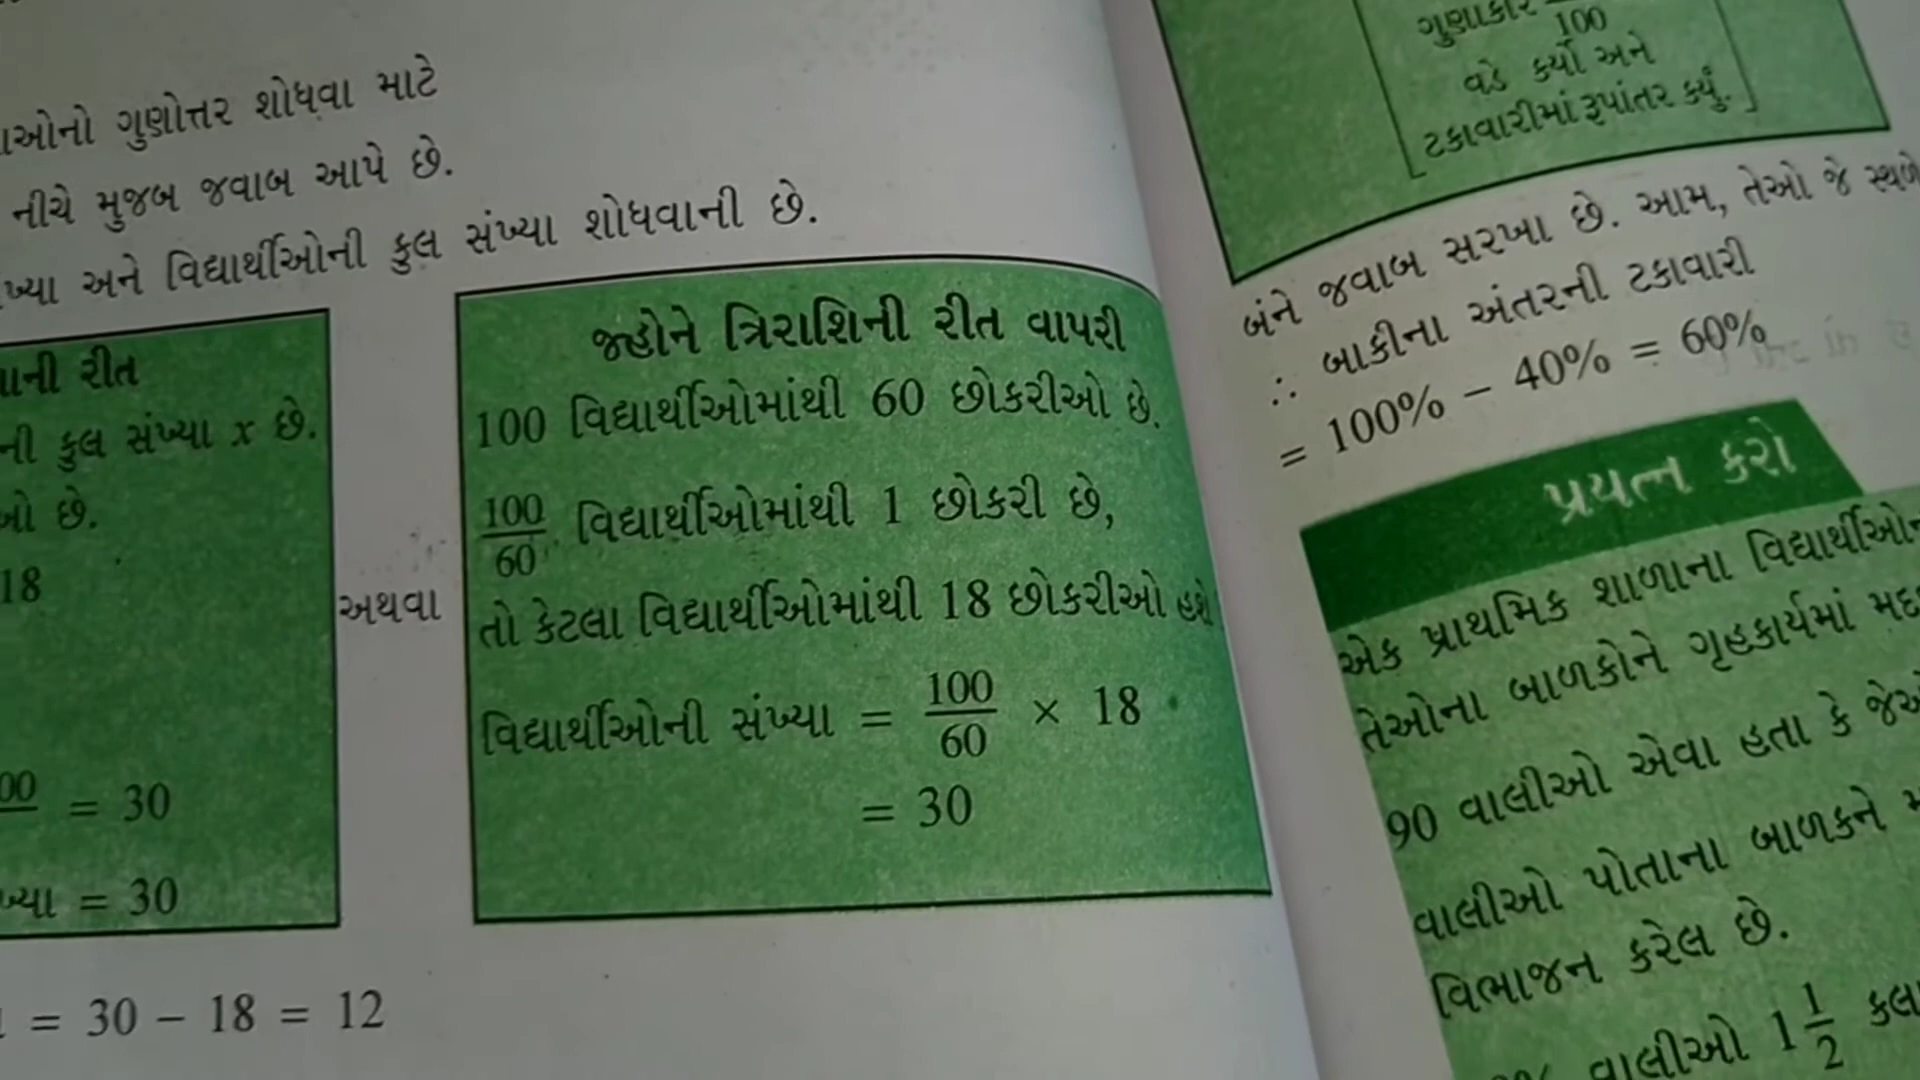 ગુણોત્તર શોધવા માટે
નીચે મુજબ જવાબ આપે છે.
અને વિદ્યાર્થીઓની કુલ સંખ્યા શોધવાની છે.
રીત
કુલ સંખ્યા x છે.
છે.
18
= 30
= 30
અથવા
જ્હોને ત્રિરાશિની રીત વાપરી
100 વિદ્યાર્થીઓમાંથી 60 છોકરીઓ છે.
100/60 વિદ્યાર્થીઓમાંથી 1 છોકરી છે,
તો કેટલા વિદ્યાર્થીઓમાંથી 18 છોકરીઓ હશે
વિદ્યાર્થીઓની સંખ્યા = 100/60 × 18
= 30
= 30 − 18 = 12
ગુણાકાર 100
વડે કર્યો અને
ટકાવારીમાં રૂપાંતર કર્યું.]
બંને જવાબ સરખા છે. આમ, તેઓ જે સ્થળે
∴ બાકીના અંતરની ટકાવારી
= 100% − 40% = 60%
પ્રયત્ન કરો
એક પ્રાથમિક શાળાના
તેઓના બાળકોને ગૃહકાર્યમાં
90 વાલીઓ એવા હતા કે
વાલીઓ પોતાના બાળકને
વિભાજન કરેલ છે.
વાલીઓ 1 1/2